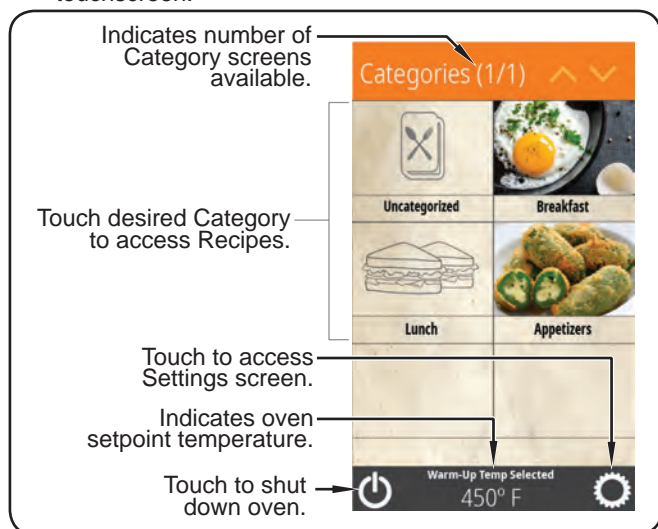 touchscreen.
Indicates number of
Category screens
available.
Categories (1/1)
Touch desired Category
to access Recipes.
Uncategorized
Breakfast
Lunch
Appetizers
Touch to access
Settings screen.
Indicates oven
setpoint temperature.
Touch to shut
down oven.
Warm-Up Temp Selected
450° F